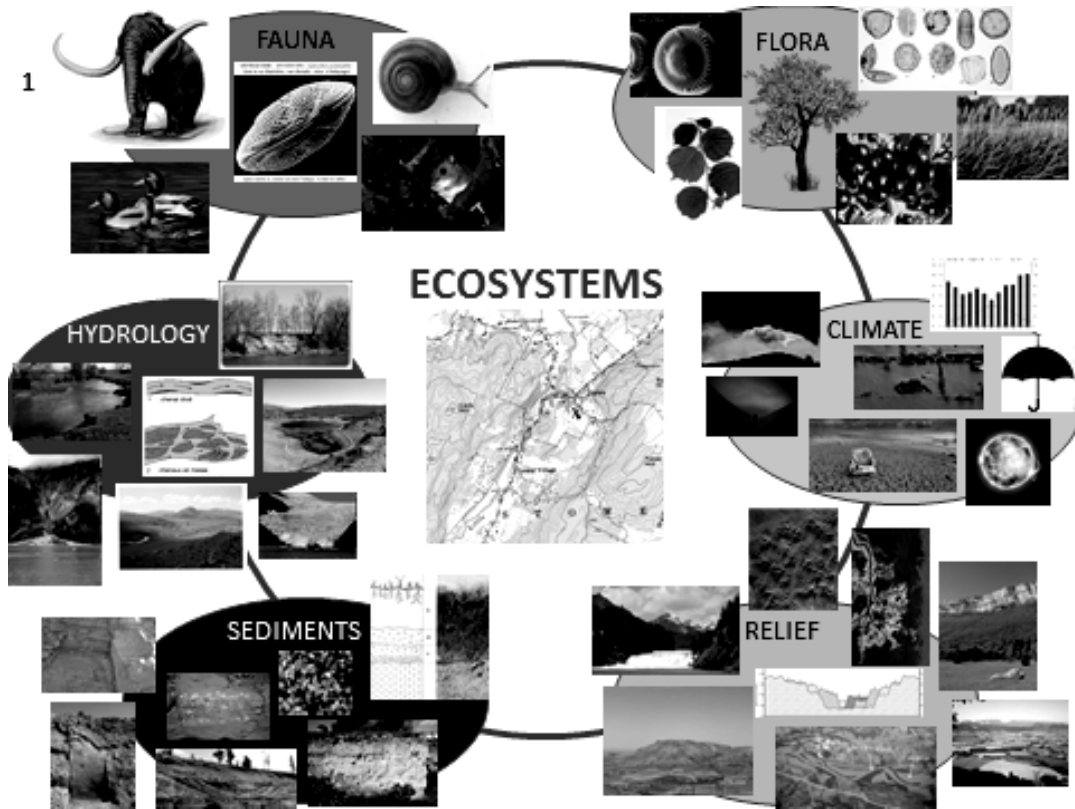 1
FAUNA
FLORA
ECOSYSTEMS
HYDROLOGY
CLIMATE
SEDIMENTS
RELIEF